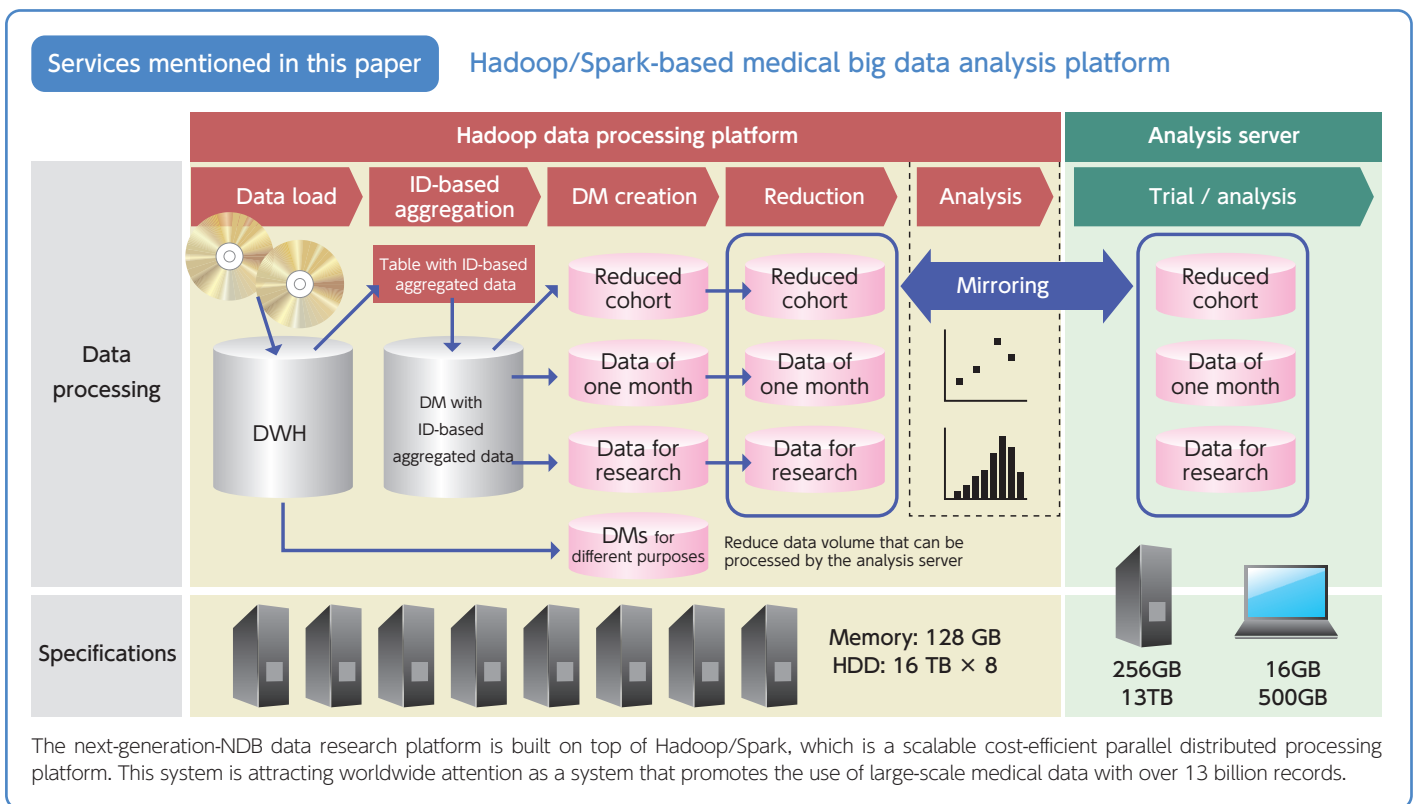 Services mentioned in this paper
Hadoop/Spark-based medical big data analysis platform
Hadoop data processing platform
Analysis server
Data load
ID-based
aggregation
DM creation
Reduction
Analysis
Trial / analysis
Data
processing
Table with ID-based
aggregated data
DWH
DM with
ID-based
aggregated data
Reduced
cohort
Data of
one month
Data for
research
DMs for
different purposes
Reduced
cohort
Data of
one month
Data for
research
Reduce data volume that can be
processed by the analysis server
Mirroring
Reduced
cohort
Data of
one month
Data for
research
Specifications
Memory: 128 GB
HDD: 16 TB × 8
256GB
13TB
16GB
500GB
The next-generation-NDB data research platform is built on top of Hadoop/Spark, which is a scalable cost-efficient parallel distributed processing
platform. This system is attracting worldwide attention as a system that promotes the use of large-scale medical data with over 13 billion records.